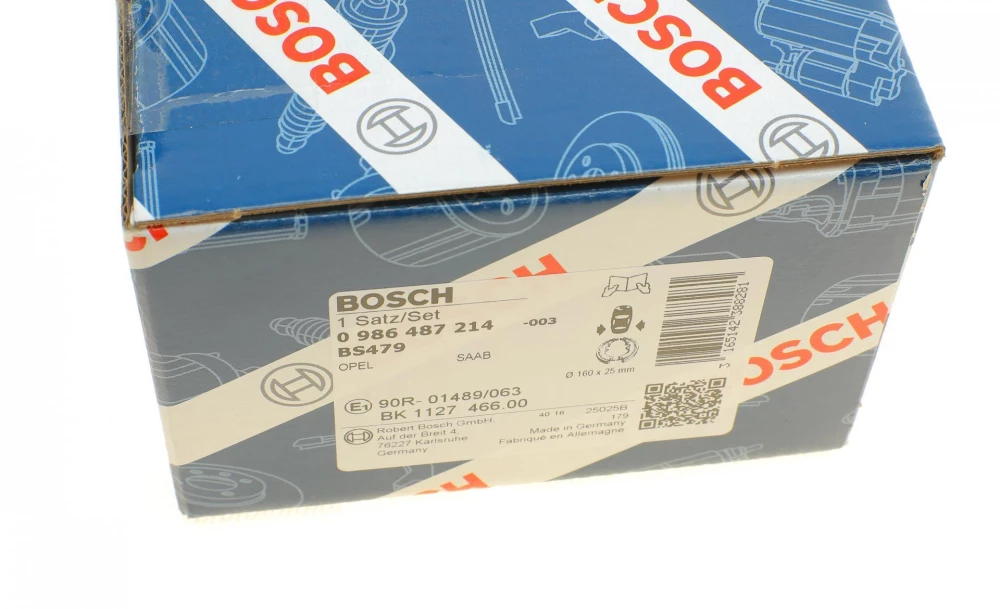 BOSCH
BOSCH
BOSCH
1 Satz/Set
0 986 487 214 -003
BS479
OPEL SAAB
Ø 160 x 25 mm
E1 90R- 01489/063
BK 1127 466.00
40 16 25025B
179
Robert Bosch GmbH.
Auf der Breit 4,
76227 Karlsruhe
Germany
Made in Germany
Fabriqué en Allemagne
BOSCH